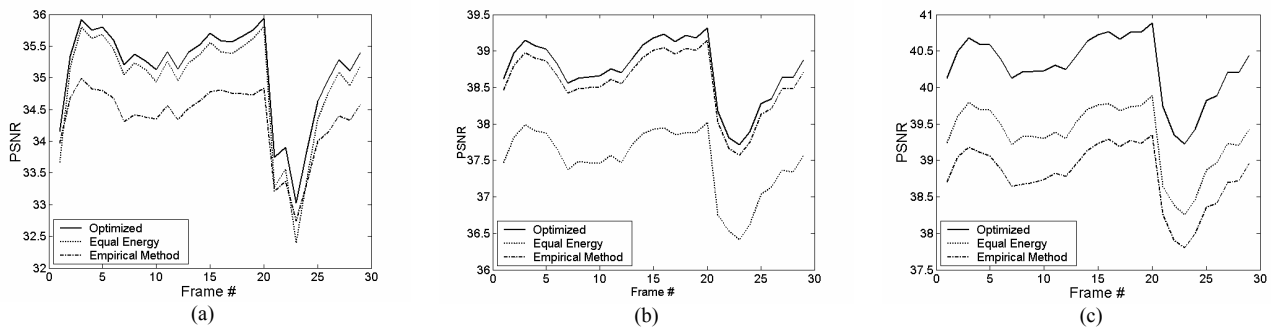 36
35.5
35
34.5
34
33.5
33
32.5
32
PSNR
Optimized
Equal Energy
Empirical Method
0 5 10 15 20 25 30
Frame #
(a)
39.5
39
38.5
38
37.5
37
36.5
36
PSNR
Optimized
Equal Energy
Empirical Method
0 5 10 15 20 25 30
Frame #
(b)
41
40.5
40
39.5
39
38.5
38
37.5
PSNR
Optimized
Equal Energy
Empirical Method
0 5 10 15 20 25 30
Frame #
(c)